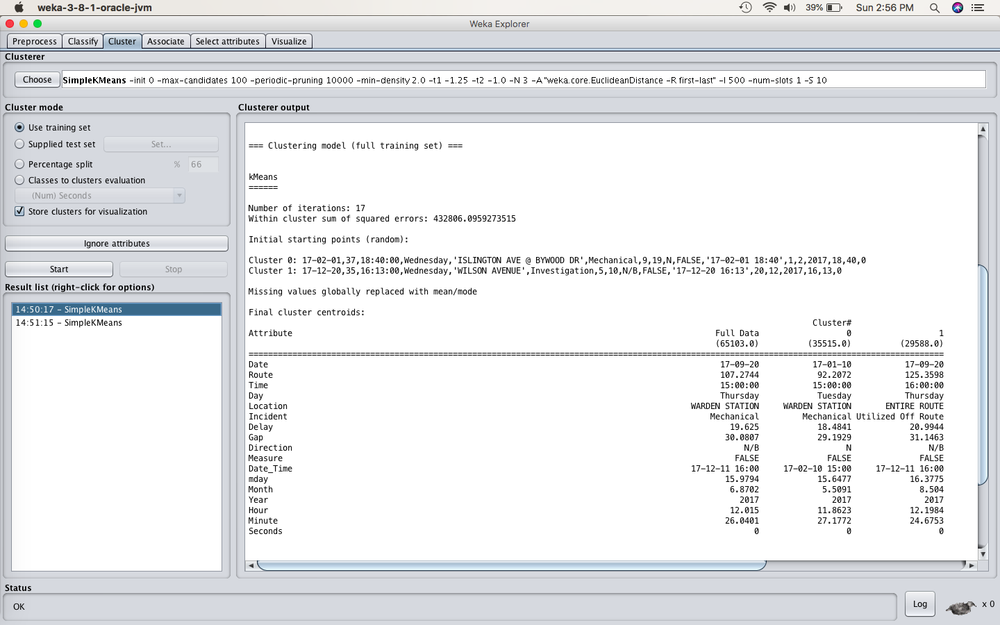 weka-3-8-1-oracle-jvm 39% Sun 2:56 PM
Weka Explorer
Preprocess Classify Cluster Associate Select attributes Visualize
Clusterer
Choose SimpleKMeans -init 0 -max-candidates 100 -periodic-pruning 10000 -min-density 2.0 -t1 -1.25 -t2 -1.0 -N 3 -A "weka.core.EuclideanDistance -R first-last" -I 500 -num-slots 1 -S 10
Cluster mode
Use training set
Supplied test set Set...
Percentage split % 66
Classes to clusters evaluation
(Num) Seconds
Store clusters for visualization
Ignore attributes
Start Stop
Result list (right-click for options)
14:50:17 - SimpleKMeans
14:51:15 - SimpleKMeans
Clusterer output
=== Clustering model (full training set) ===
kMeans
======
Number of iterations: 17
Within cluster sum of squared errors: 432806.0959273515
Initial starting points (random):
Cluster 0: 17-02-01,37,18:40:00,Wednesday,'ISLINGTON AVE @ BYWOOD DR',Mechanical,9,19,N,FALSE,'17-02-01 18:40',1,2,2017,18,40,0
Cluster 1: 17-12-20,35,16:13:00,Wednesday,'WILSON AVENUE',Investigation,5,10,N/B,FALSE,'17-12-20 16:13',20,12,2017,16,13,0
Missing values globally replaced with mean/mode
Final cluster centroids:
Cluster#
Attribute Full Data 0 1
(65103.0) (35515.0) (29588.0)
Date 17-09-20 17-01-10 17-09-20
Route 107.2744 92.2072 125.3598
Time 15:00:00 15:00:00 16:00:00
Day Thursday Tuesday Thursday
Location WARDEN STATION WARDEN STATION ENTIRE ROUTE
Incident Mechanical Mechanical Utilized Off Route
Delay 19.625 18.4841 20.9944
Gap 30.0807 29.1929 31.1463
Direction N/B N N/B
Measure FALSE FALSE FALSE
Date_Time 17-12-11 16:00 17-02-10 15:00 17-12-11 16:00
mday 15.9794 15.6477 16.3775
Month 6.8702 5.5091 8.504
Year 2017 2017 2017
Hour 12.015 11.8623 12.1984
Minute 26.0401 27.1772 24.6753
Seconds 0 0 0
Status
OK
Log x 0